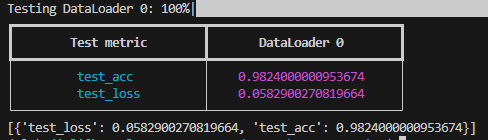 Testing DataLoader 0: 100%
Test metric DataLoader 0
test_acc 0.9824000000953674
test_loss 0.0582900270819664
[{'test_loss': 0.0582900270819664, 'test_acc': 0.9824000000953674}]